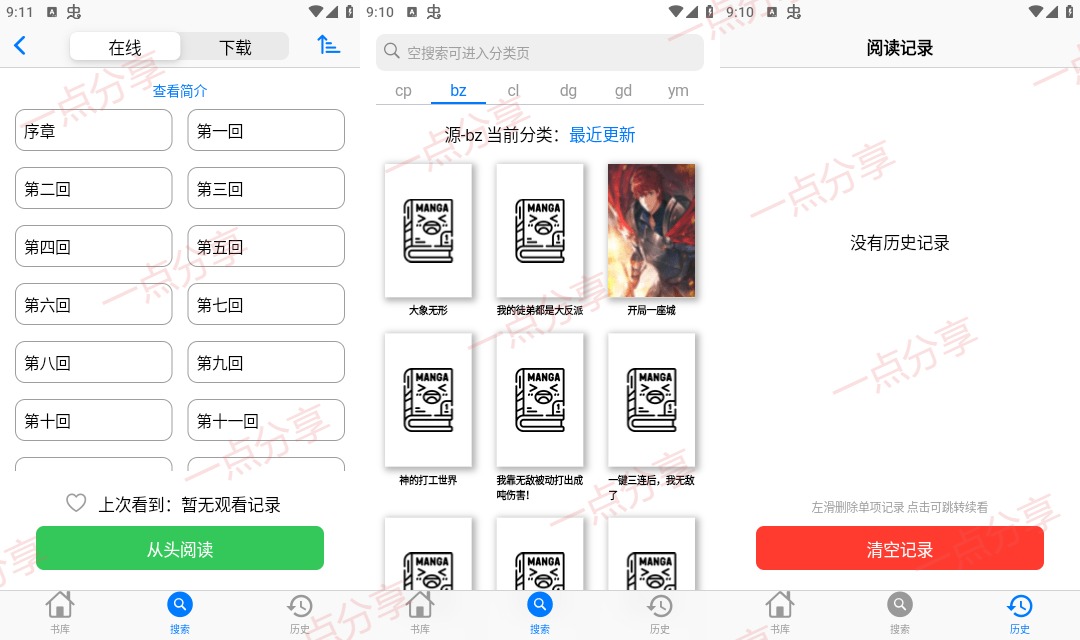 9:11
在线
下载
查看简介
序章
第一回
第二回
第三回
第四回
第五回
第六回
第七回
第八回
第九回
第十回
第十一回
上次看到：暂无观看记录
从头阅读
书库
搜索
历史
9:10
空搜索可进入分类页
cp
bz
cl
dg
gd
ym
源-bz 当前分类：最近更新
MANGA
MANGA
大象无形
我的徒弟都是大反派
开局一座城
MANGA
MANGA
MANGA
神的打工世界
我靠无敌被动打出成
吨伤害！
一键三连后，我无敌
了
MANGA
MANGA
MANGA
书库
搜索
历史
9:10
阅读记录
没有历史记录
左滑删除单项记录 点击可跳转续看
清空记录
书库
搜索
历史
一点分享
一点分享
一点分享
一点分享
一点分享
一点分享
一点分享
一点分享
一点分享